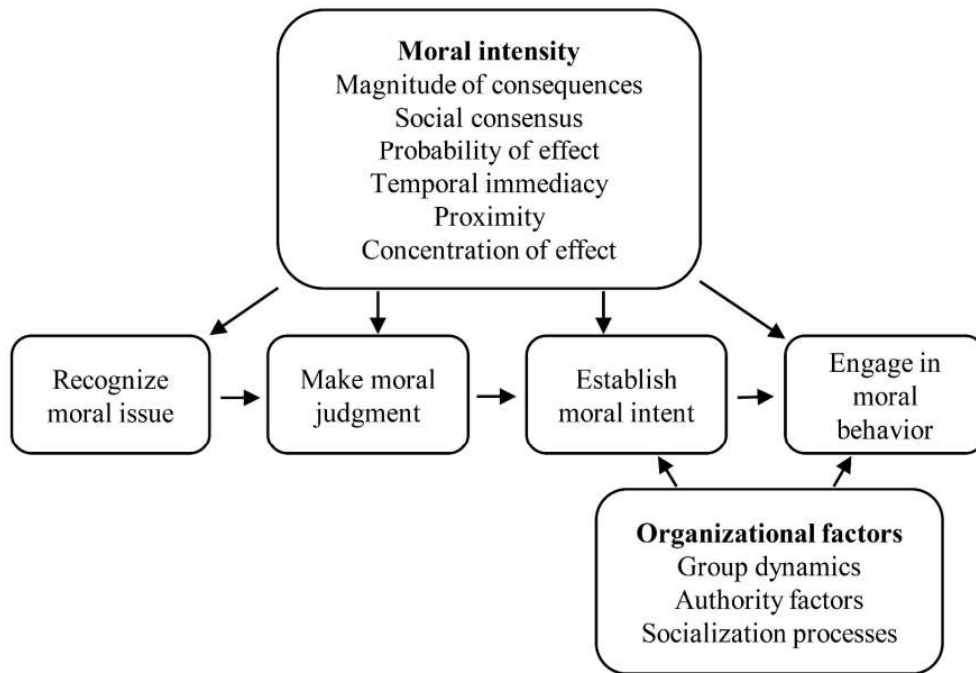 Moral intensity
Magnitude of consequences
Social consensus
Probability of effect
Temporal immediacy
Proximity
Concentration of effect
Recognize
moral issue
Make moral
judgment
Establish
moral intent
Engage in
moral
behavior
Organizational factors
Group dynamics
Authority factors
Socialization processes